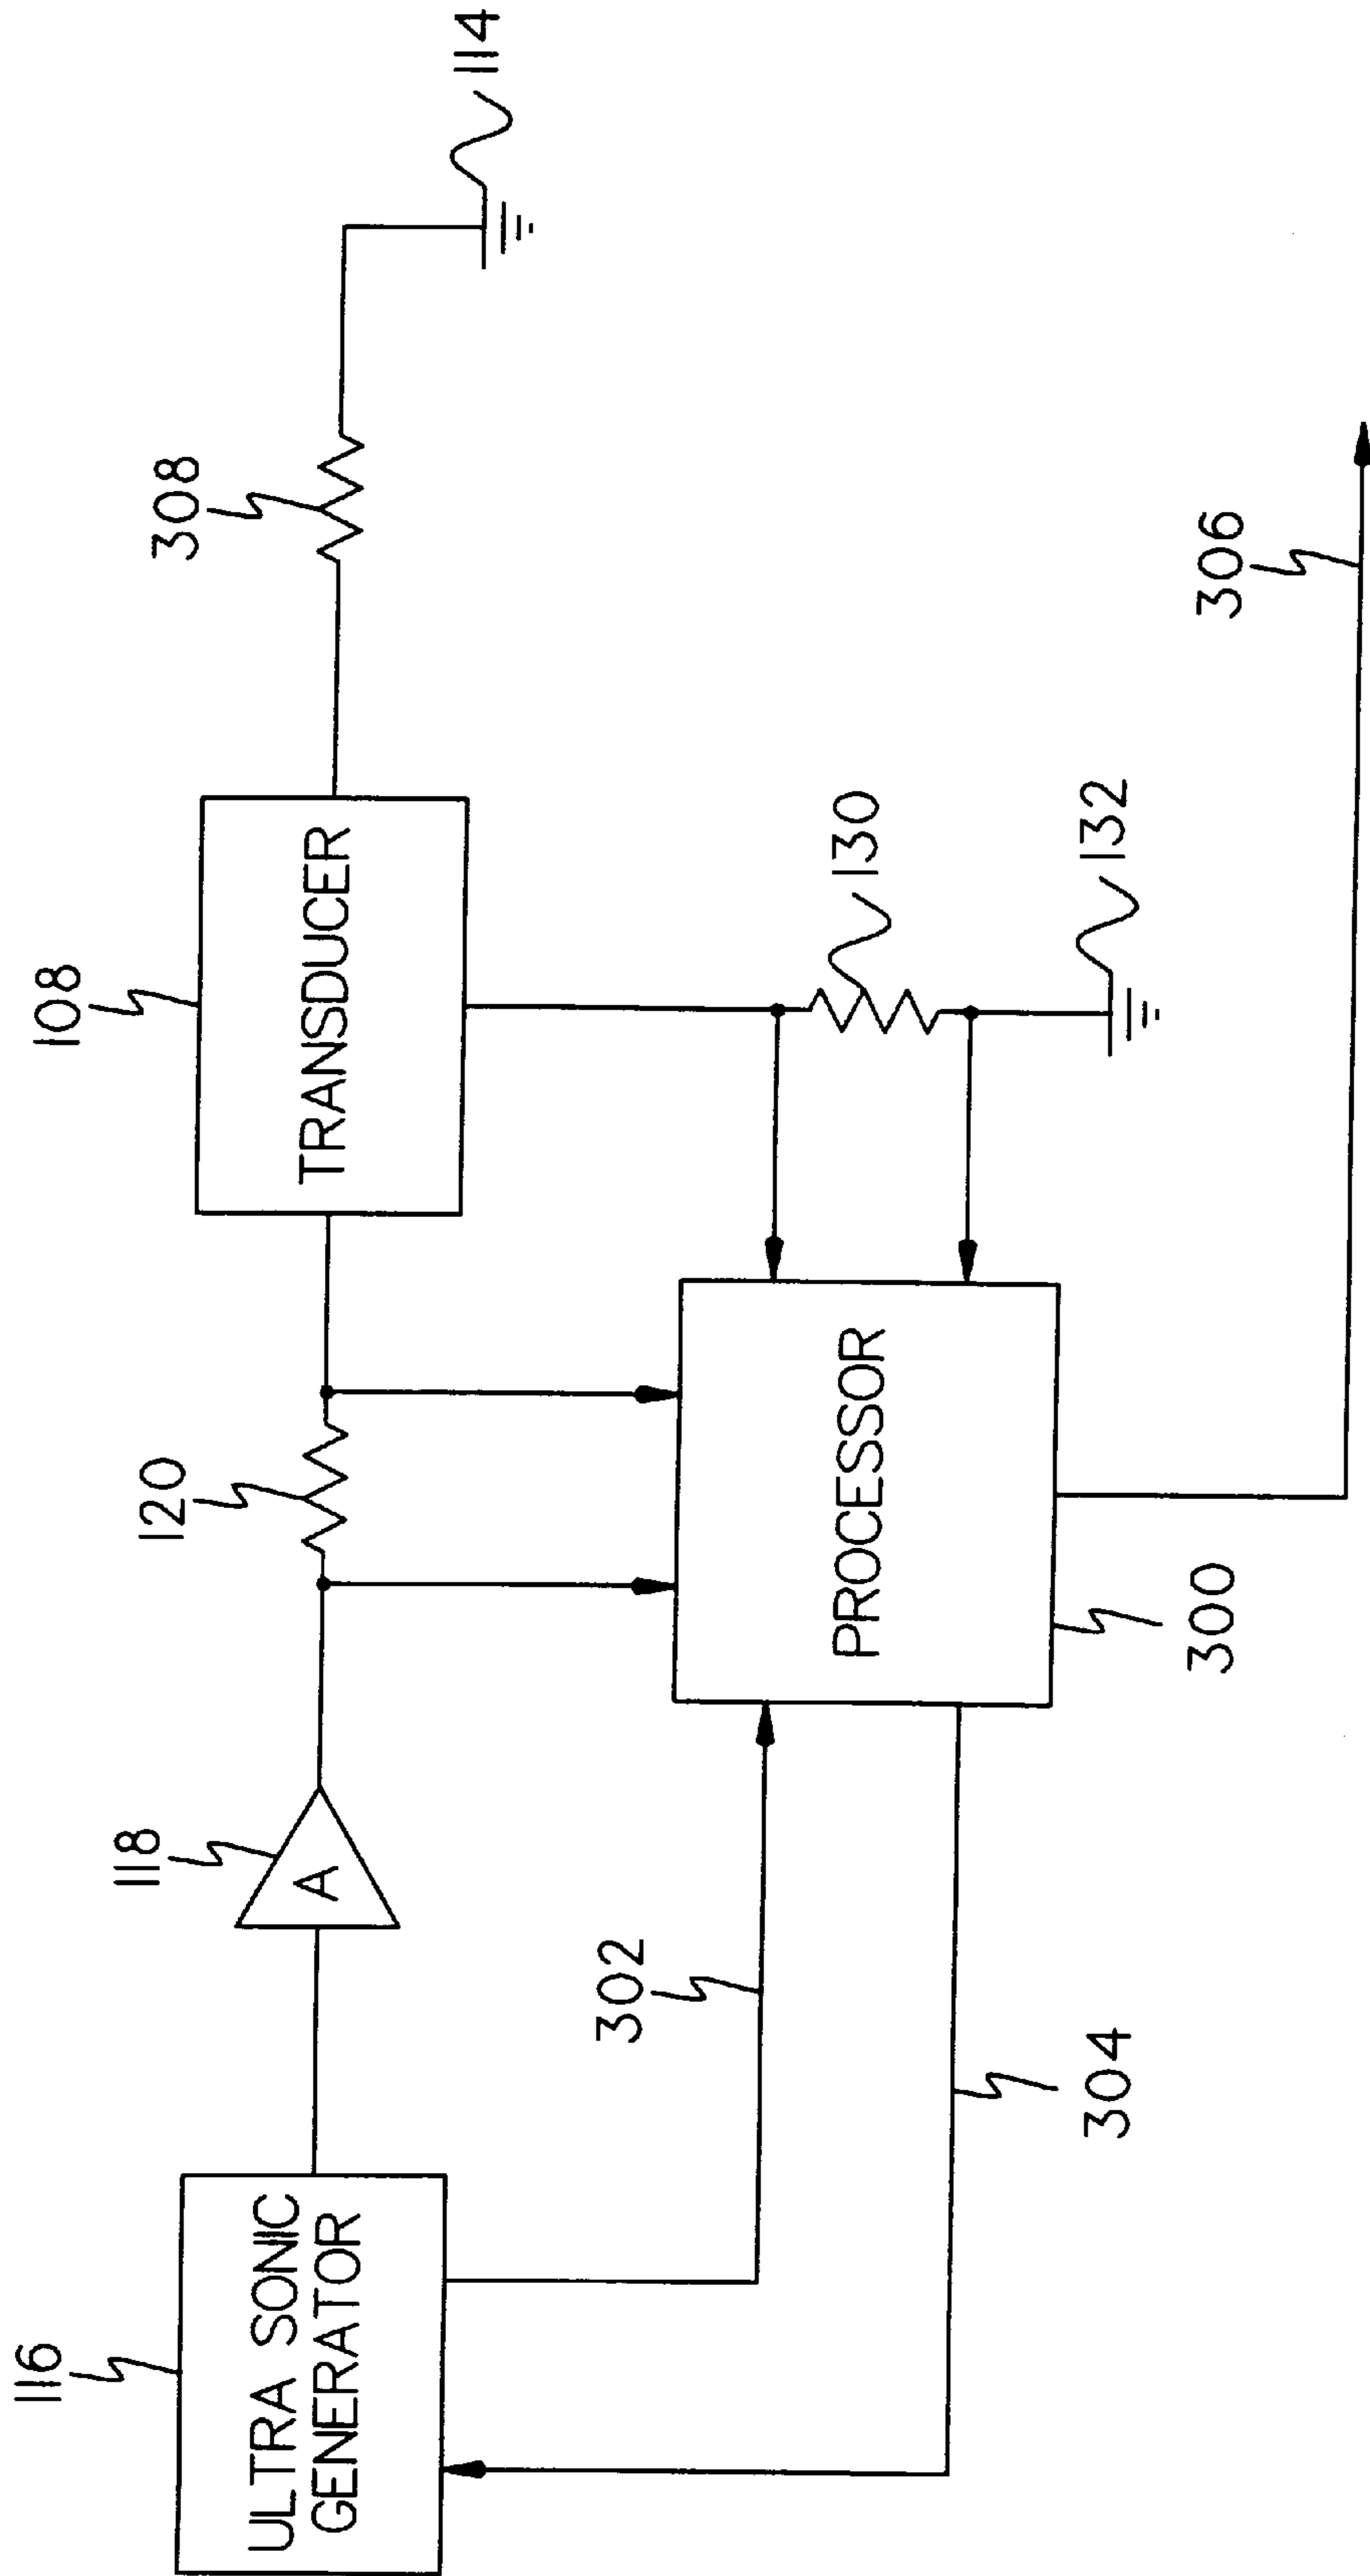 116
ULTRA SONIC
GENERATOR
118
A
120
108
TRANSDUCER
308
114
302
304
PROCESSOR
300
130
132
306